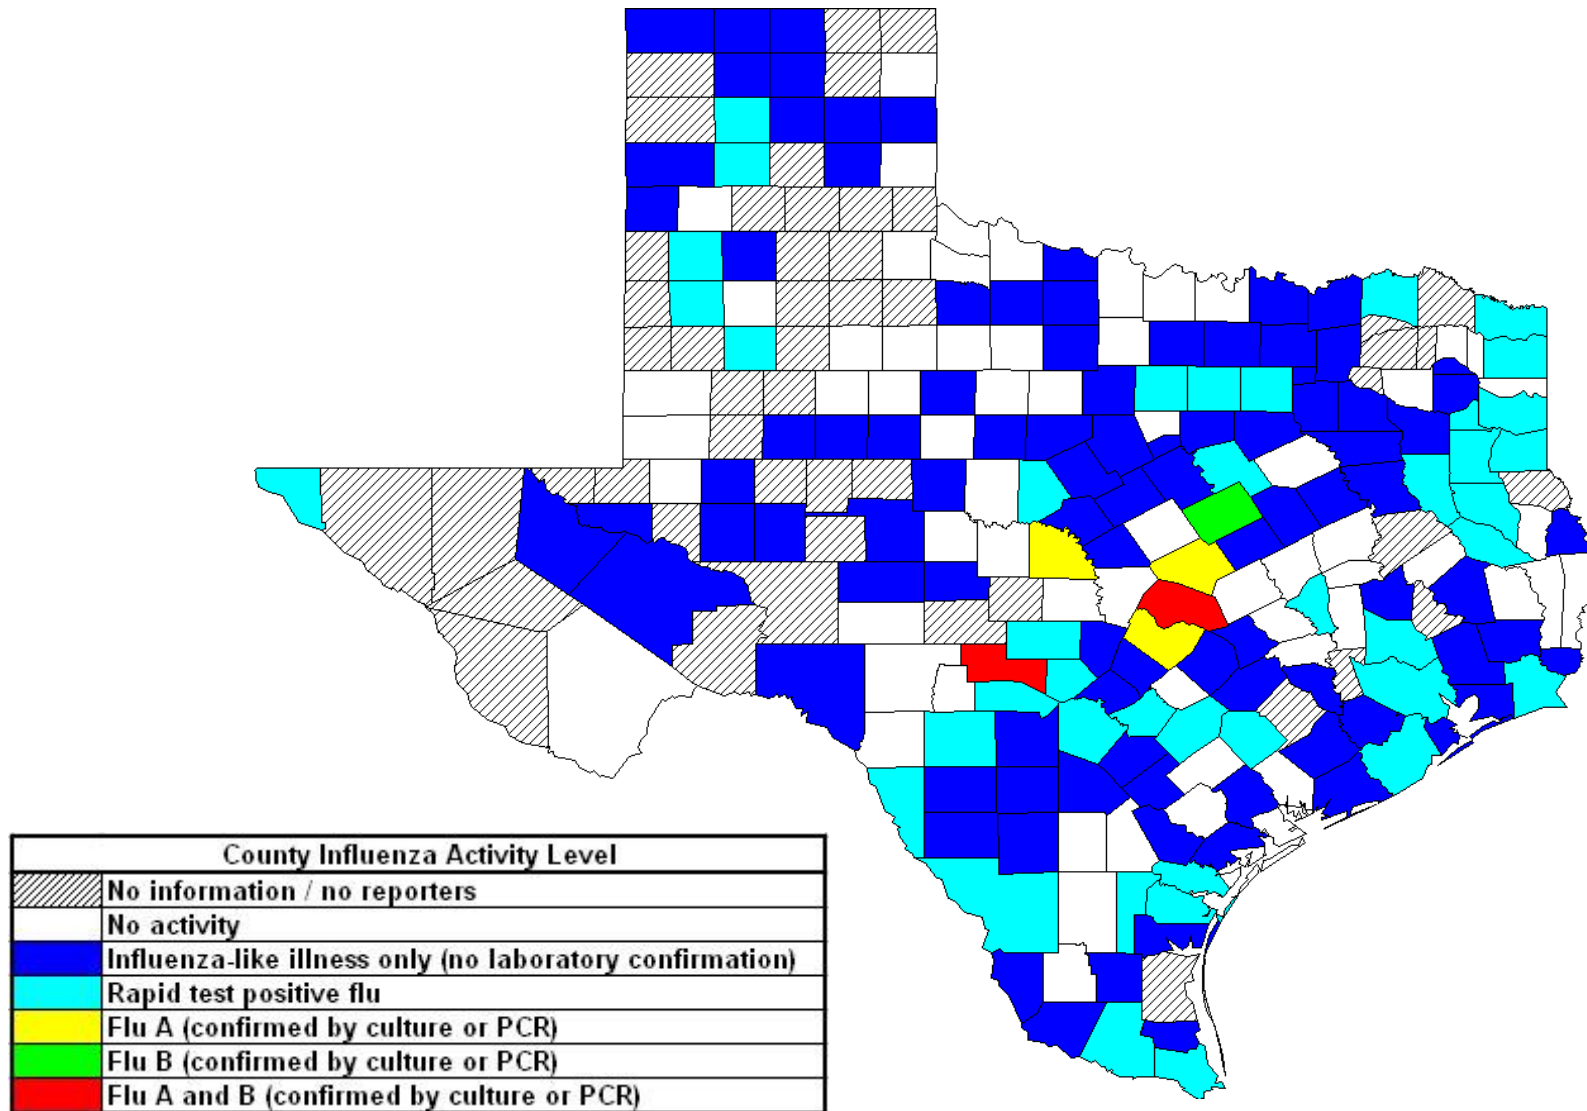 County Influenza Activity Level
No information / no reporters
No activity
Influenza-like illness only (no laboratory confirmation)
Rapid test positive flu
Flu A (confirmed by culture or PCR)
Flu B (confirmed by culture or PCR)
Flu A and B (confirmed by culture or PCR)